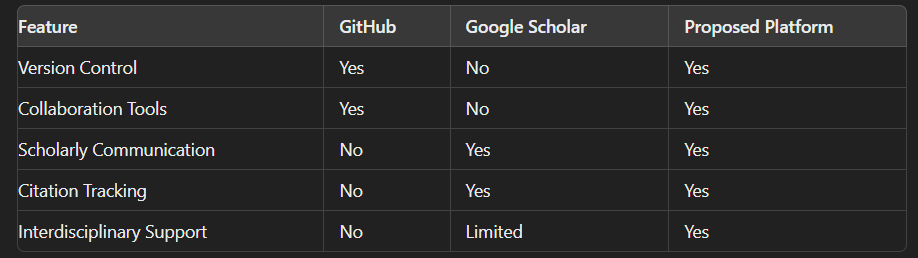 Feature GitHub Google Scholar Proposed Platform
Version Control Yes No Yes
Collaboration Tools Yes No Yes
Scholarly Communication No Yes Yes
Citation Tracking No Yes Yes
Interdisciplinary Support No Limited Yes